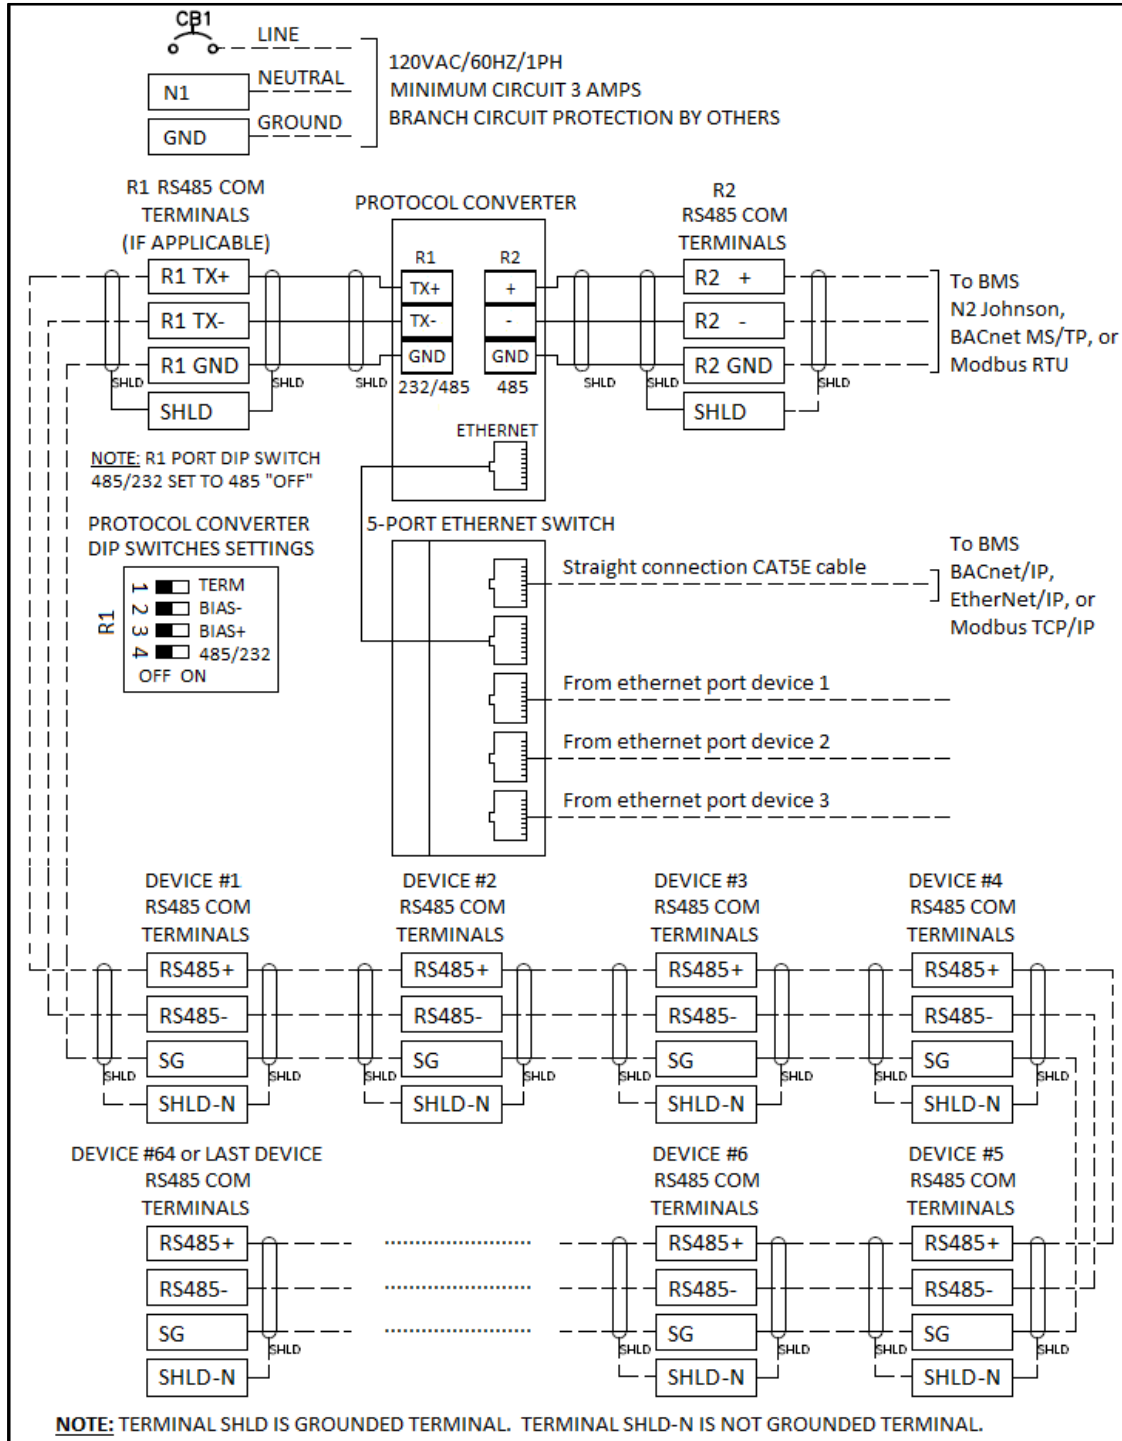 CB1
LINE
120VAC/60HZ/1PH
N1
NEUTRAL
MINIMUM CIRCUIT 3 AMPS
GND
GROUND
BRANCH CIRCUIT PROTECTION BY OTHERS
R1 RS485 COM
TERMINALS
(IF APPLICABLE)
R1 TX+
R1 TX-
R1 GND
SHLD
SHLD
SHLD
SHLD
PROTOCOL CONVERTER
R1
R2
TX+
+
TX-
-
GND
GND
232/485
485
ETHERNET
R2
RS485 COM
TERMINALS
R2 +
R2 -
R2 GND
SHLD
SHLD
SHLD
SHLD
To BMS
N2 Johnson,
BACnet MS/TP, or
Modbus RTU
NOTE: R1 PORT DIP SWITCH
485/232 SET TO 485 "OFF"
PROTOCOL CONVERTER
DIP SWITCHES SETTINGS
R1
1 TERM
2 BIAS-
3 BIAS+
4 485/232
OFF ON
5-PORT ETHERNET SWITCH
Straight connection CAT5E cable
To BMS
BACnet/IP,
EtherNet/IP, or
Modbus TCP/IP
From ethernet port device 1
From ethernet port device 2
From ethernet port device 3
DEVICE #1
RS485 COM
TERMINALS
RS485+
RS485-
SG
SHLD
SHLD
SHLD-N
DEVICE #2
RS485 COM
TERMINALS
RS485+
RS485-
SG
SHLD
SHLD
SHLD-N
DEVICE #3
RS485 COM
TERMINALS
RS485+
RS485-
SG
SHLD
SHLD
SHLD-N
DEVICE #4
RS485 COM
TERMINALS
RS485+
RS485-
SG
SHLD
SHLD
SHLD-N
DEVICE #64 or LAST DEVICE
RS485 COM
TERMINALS
RS485+
RS485-
SG
SHLD
SHLD-N
DEVICE #6
RS485 COM
TERMINALS
RS485+
RS485-
SG
SHLD
SHLD
SHLD-N
DEVICE #5
RS485 COM
TERMINALS
RS485+
RS485-
SG
SHLD
SHLD
SHLD-N
NOTE: TERMINAL SHLD IS GROUNDED TERMINAL. TERMINAL SHLD-N IS NOT GROUNDED TERMINAL.